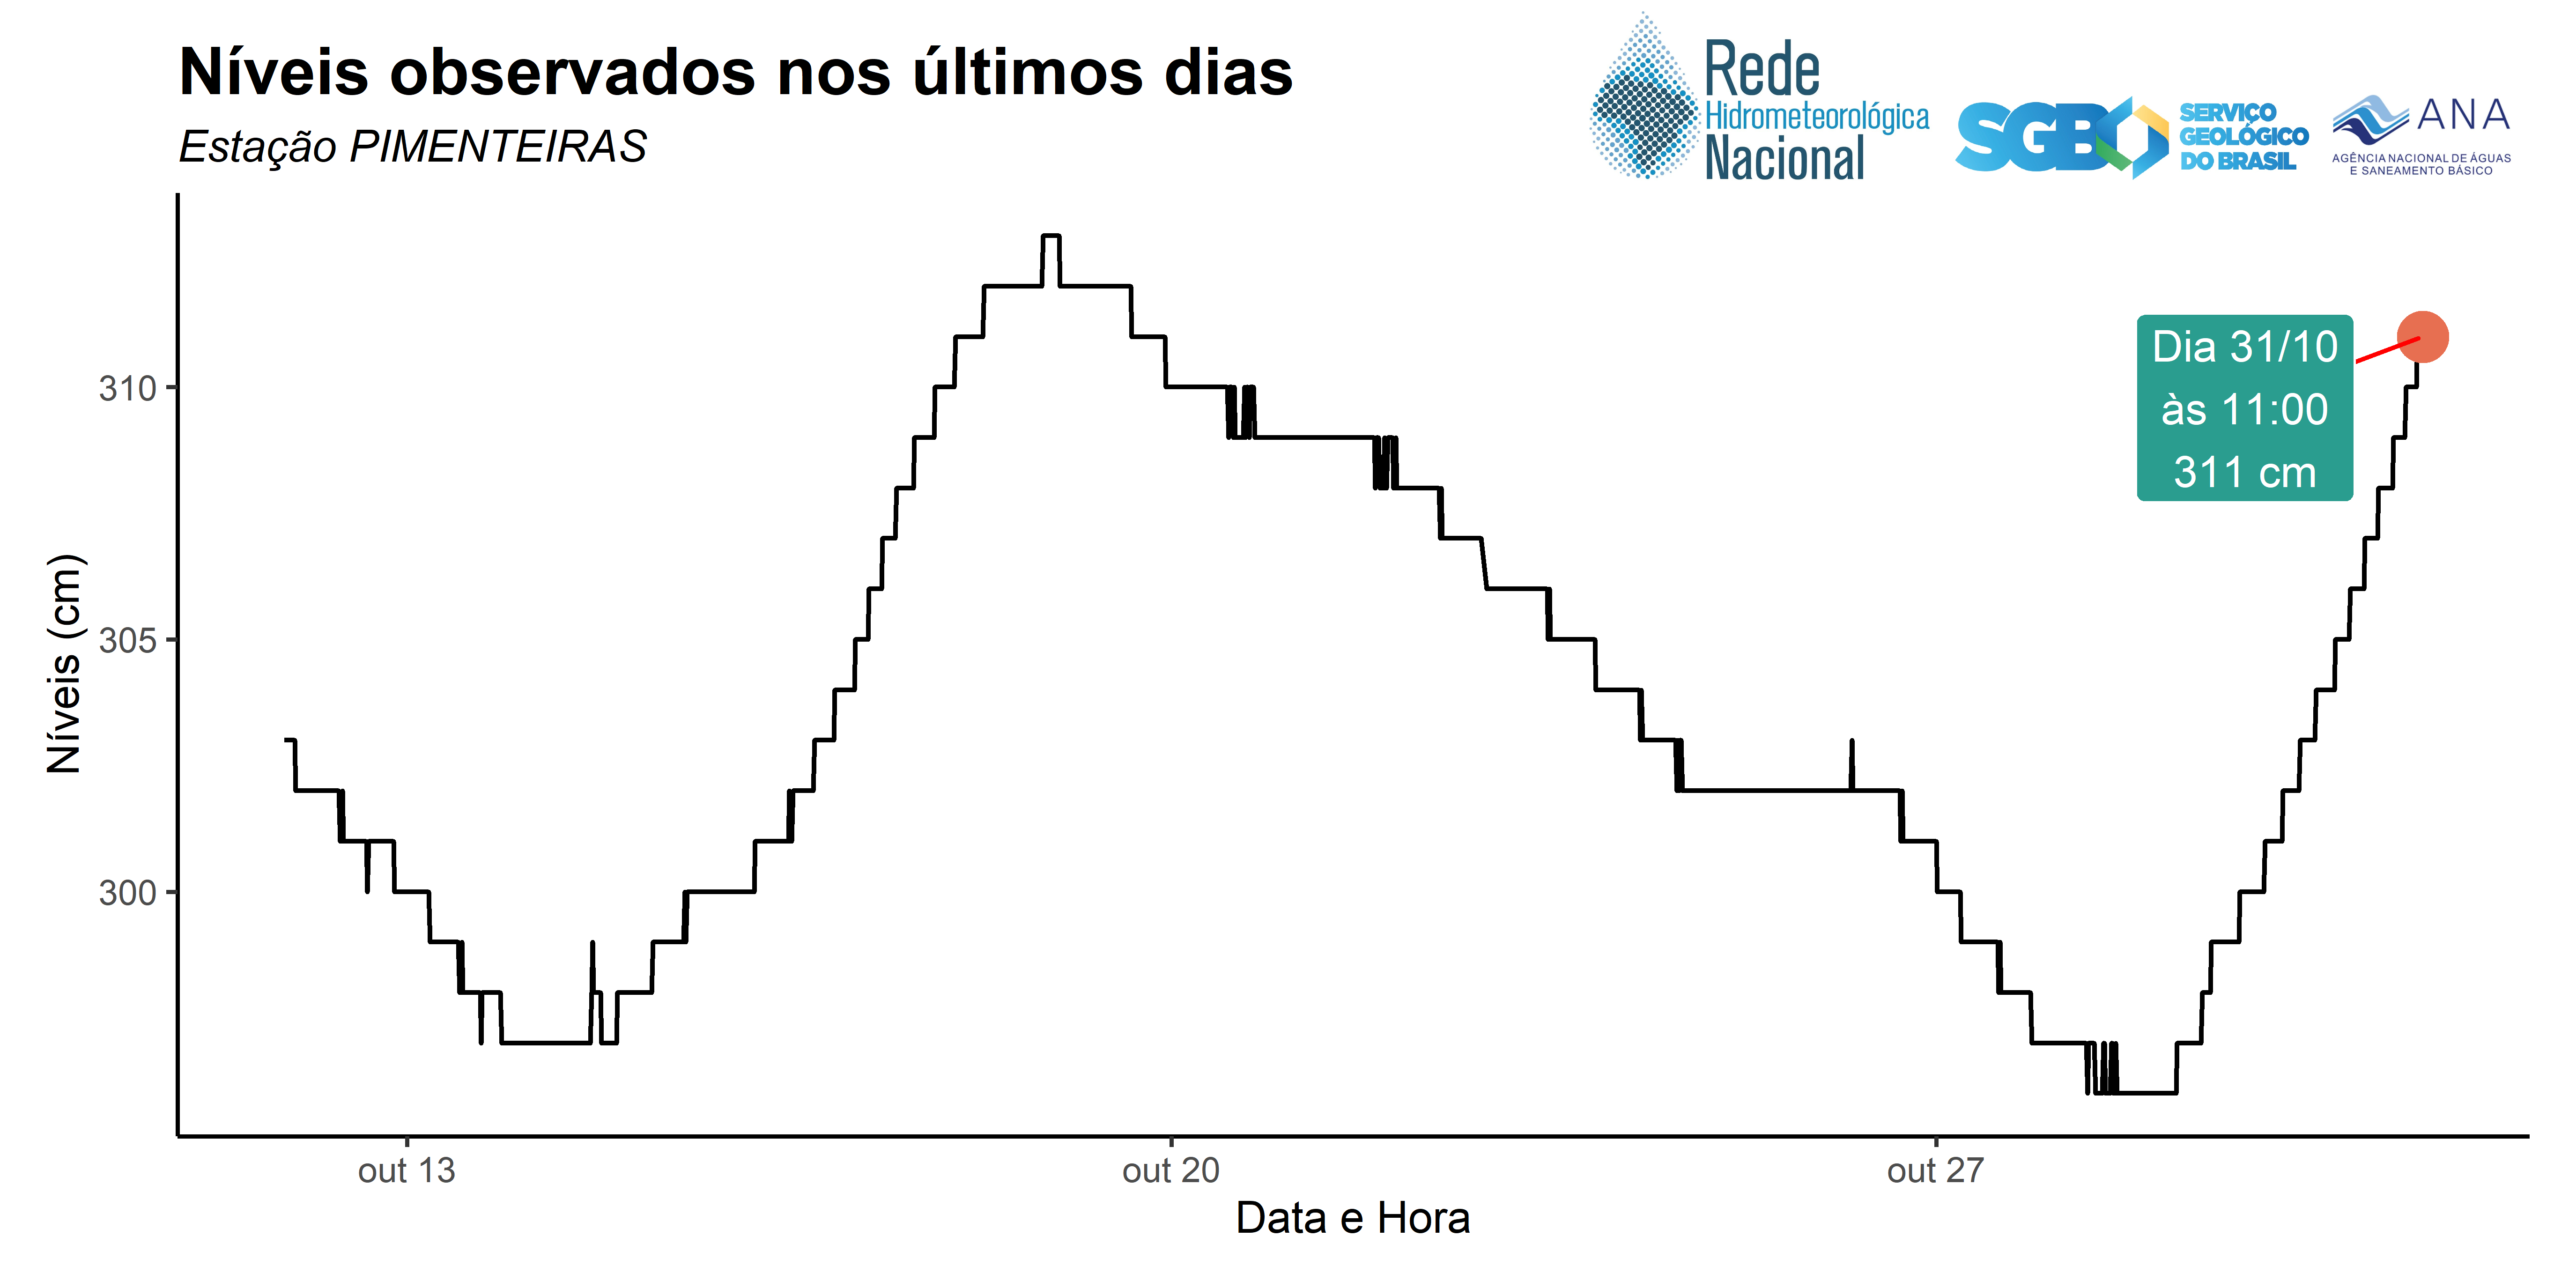 Níveis observados nos últimos dias
Estação PIMENTEIRAS
Rede
Hidrometeorológica
Nacional
SGB
SERVIÇO
GEOLÓGICO
DO BRASIL
ANA
AGÊNCIA NACIONAL DE ÁGUAS
E SANEAMENTO BÁSICO
Dia 31/10
às 11:00
311 cm
Níveis (cm)
310
305
300
out 13
out 20
out 27
Data e Hora